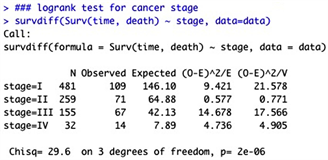 > ### logrank test for cancer stage
> survdiff(Surv(time, death) ~ stage, data=data)
Call:
survdiff(formula = Surv(time, death) ~ stage, data = data)
N Observed Expected (O-E)^2/E (O-E)^2/V
stage=I 481 109 146.10 9.421 21.578
stage=II 259 71 64.88 0.577 0.771
stage=III 155 67 42.13 14.678 17.566
stage=IV 32 14 7.89 4.736 4.905
Chisq= 29.6 on 3 degrees of freedom, p= 2e-06